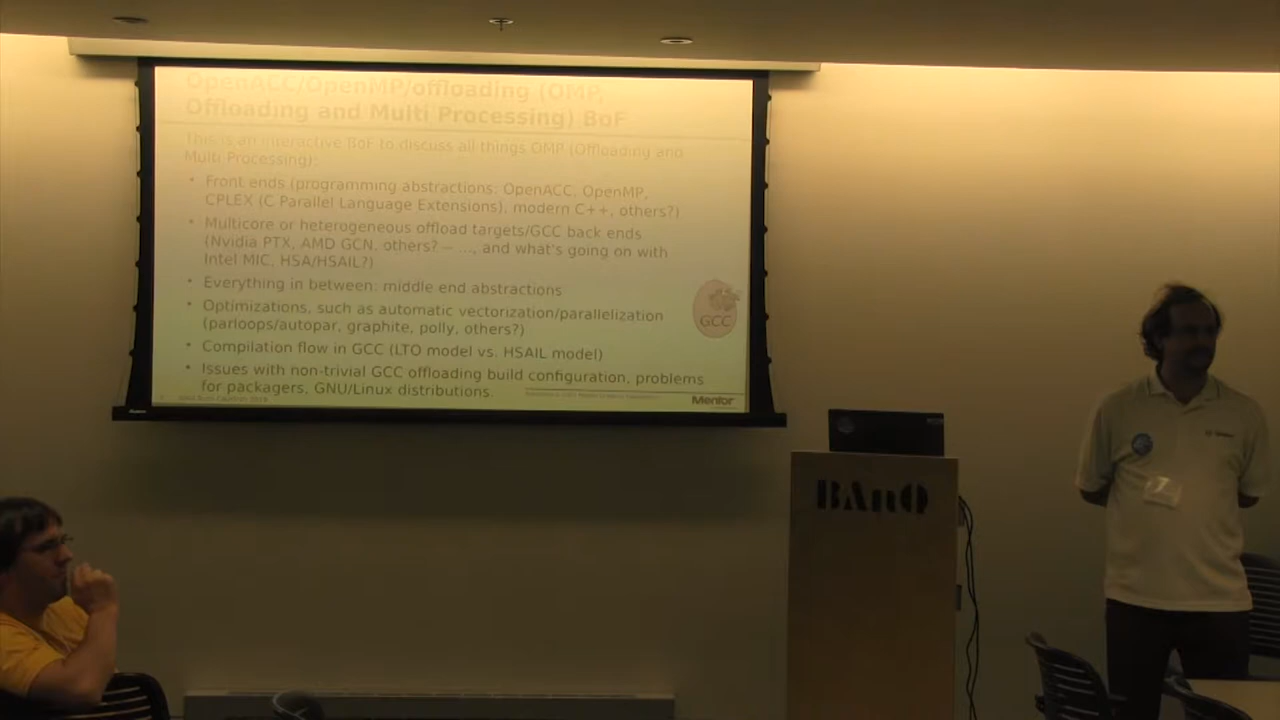 OpenACC/OpenMP/offloading (OMP,
Offloading and Multi Processing) BoF
This is an interactive BoF to discuss all things OMP (Offloading and
Multi Processing):
• Front ends (programming abstractions: OpenACC, OpenMP,
CPLEX (C Parallel Language Extensions), modern C++, others?)
• Multicore or heterogeneous offload targets/GCC back ends
(Nvidia PTX, AMD GCN, others? — ..., and what's going on with
Intel MIC, HSA/HSAIL?)
• Everything in between: middle end abstractions
• Optimizations, such as automatic vectorization/parallelization
(parloops/autopar, graphite, polly, others?)
GCC
• Compilation flow in GCC (LTO model vs. HSAIL model)
• Issues with non-trivial GCC offloading build configuration, problems
for packagers, GNU/Linux distributions.
Mentor
BAnQ